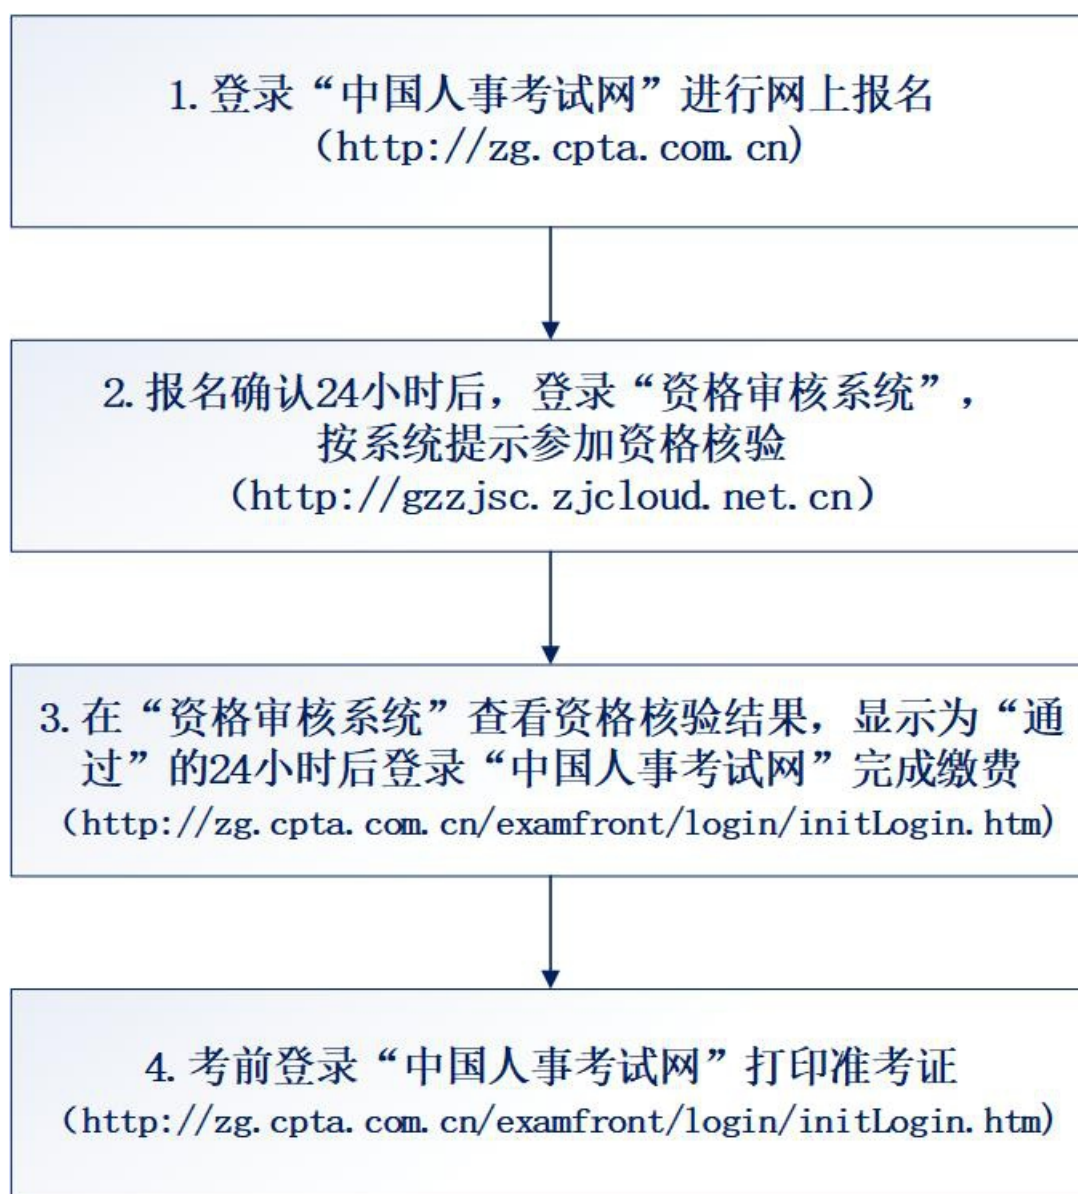 1. 登录“中国人事考试网”进行网上报名
（http://zg.cpta.com.cn)
2. 报名确认24小时后，登录“资格审核系统”，
按系统提示参加资格核验
（http://gzzjsc.zjcloud.net.cn）
3. 在“资格审核系统”查看资格核验结果，显示为“通
过”的24小时后登录“中国人事考试网”完成缴费
（http://zg.cpta.com.cn/examfront/login/initLogin.htm)
4. 考前登录“中国人事考试网”打印准考证
（http://zg.cpta.com.cn/examfront/login/initLogin.htm)